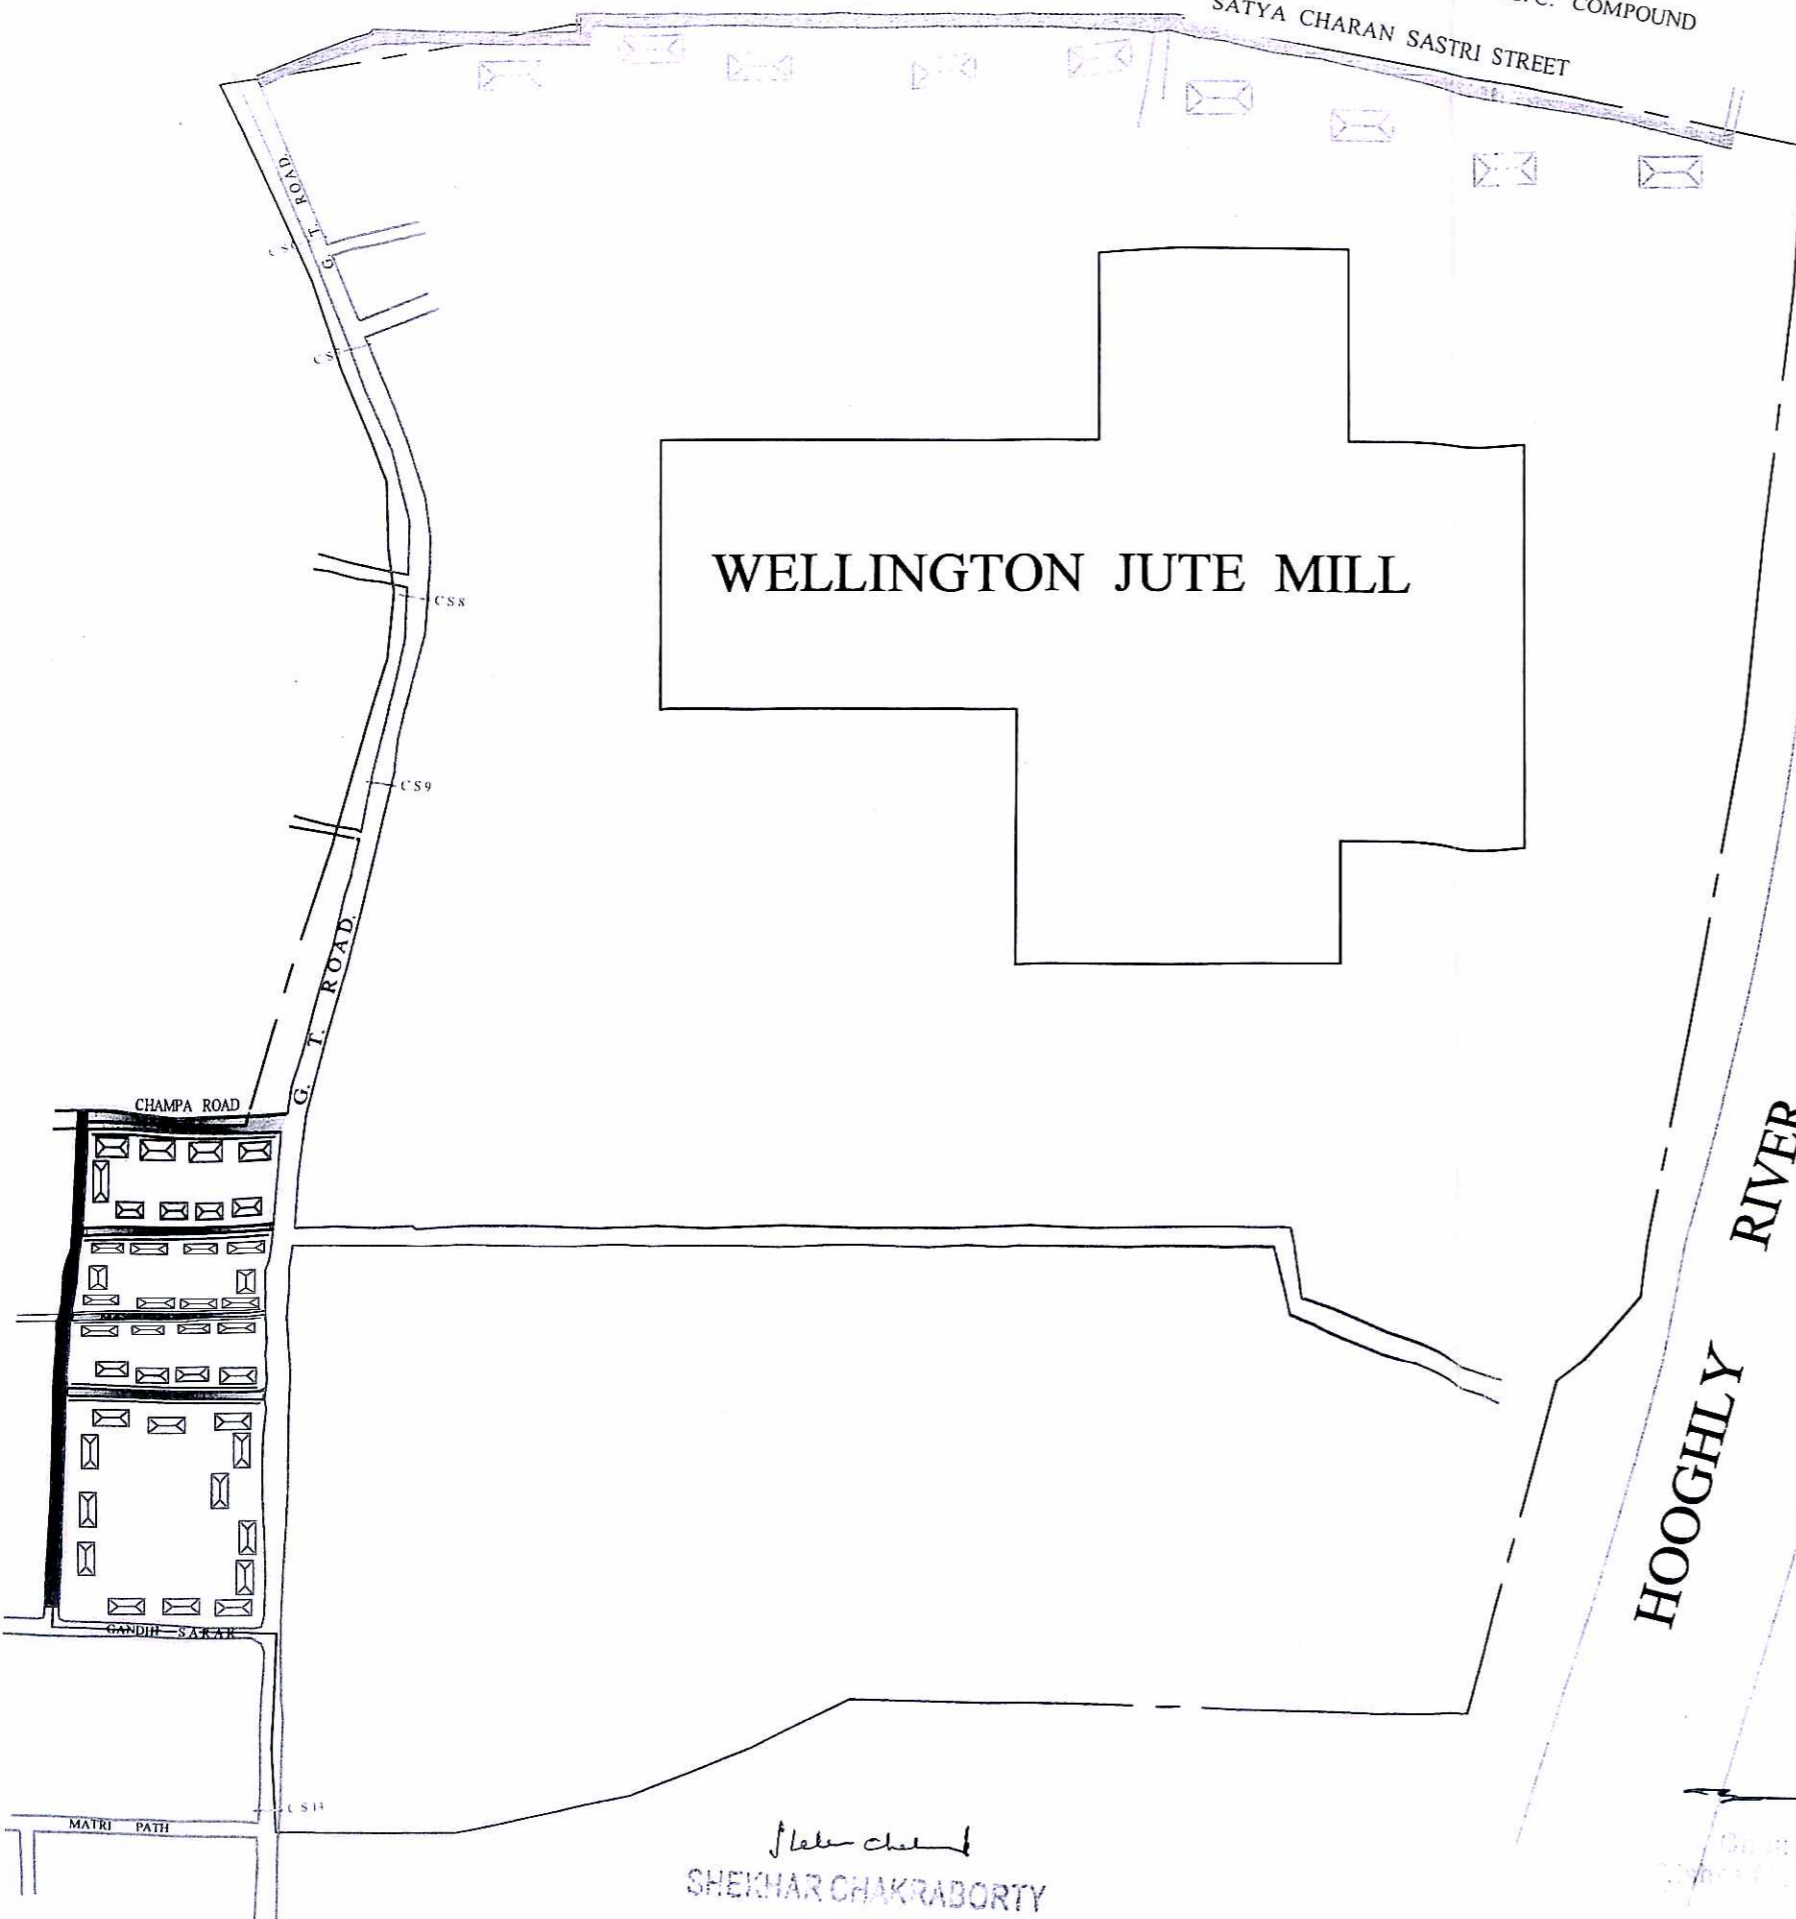 COMPOUND
SATYA CHARAN SASTRI STREET
G. T. ROAD.
WELLINGTON JUTE MILL
CS8
CS9
G. T. ROAD.
CHAMPA ROAD
HOOGHLY RIVER
GANDHI SARAK
CS14
MATRI PATH
SHEKHAR CHAKRABORTY